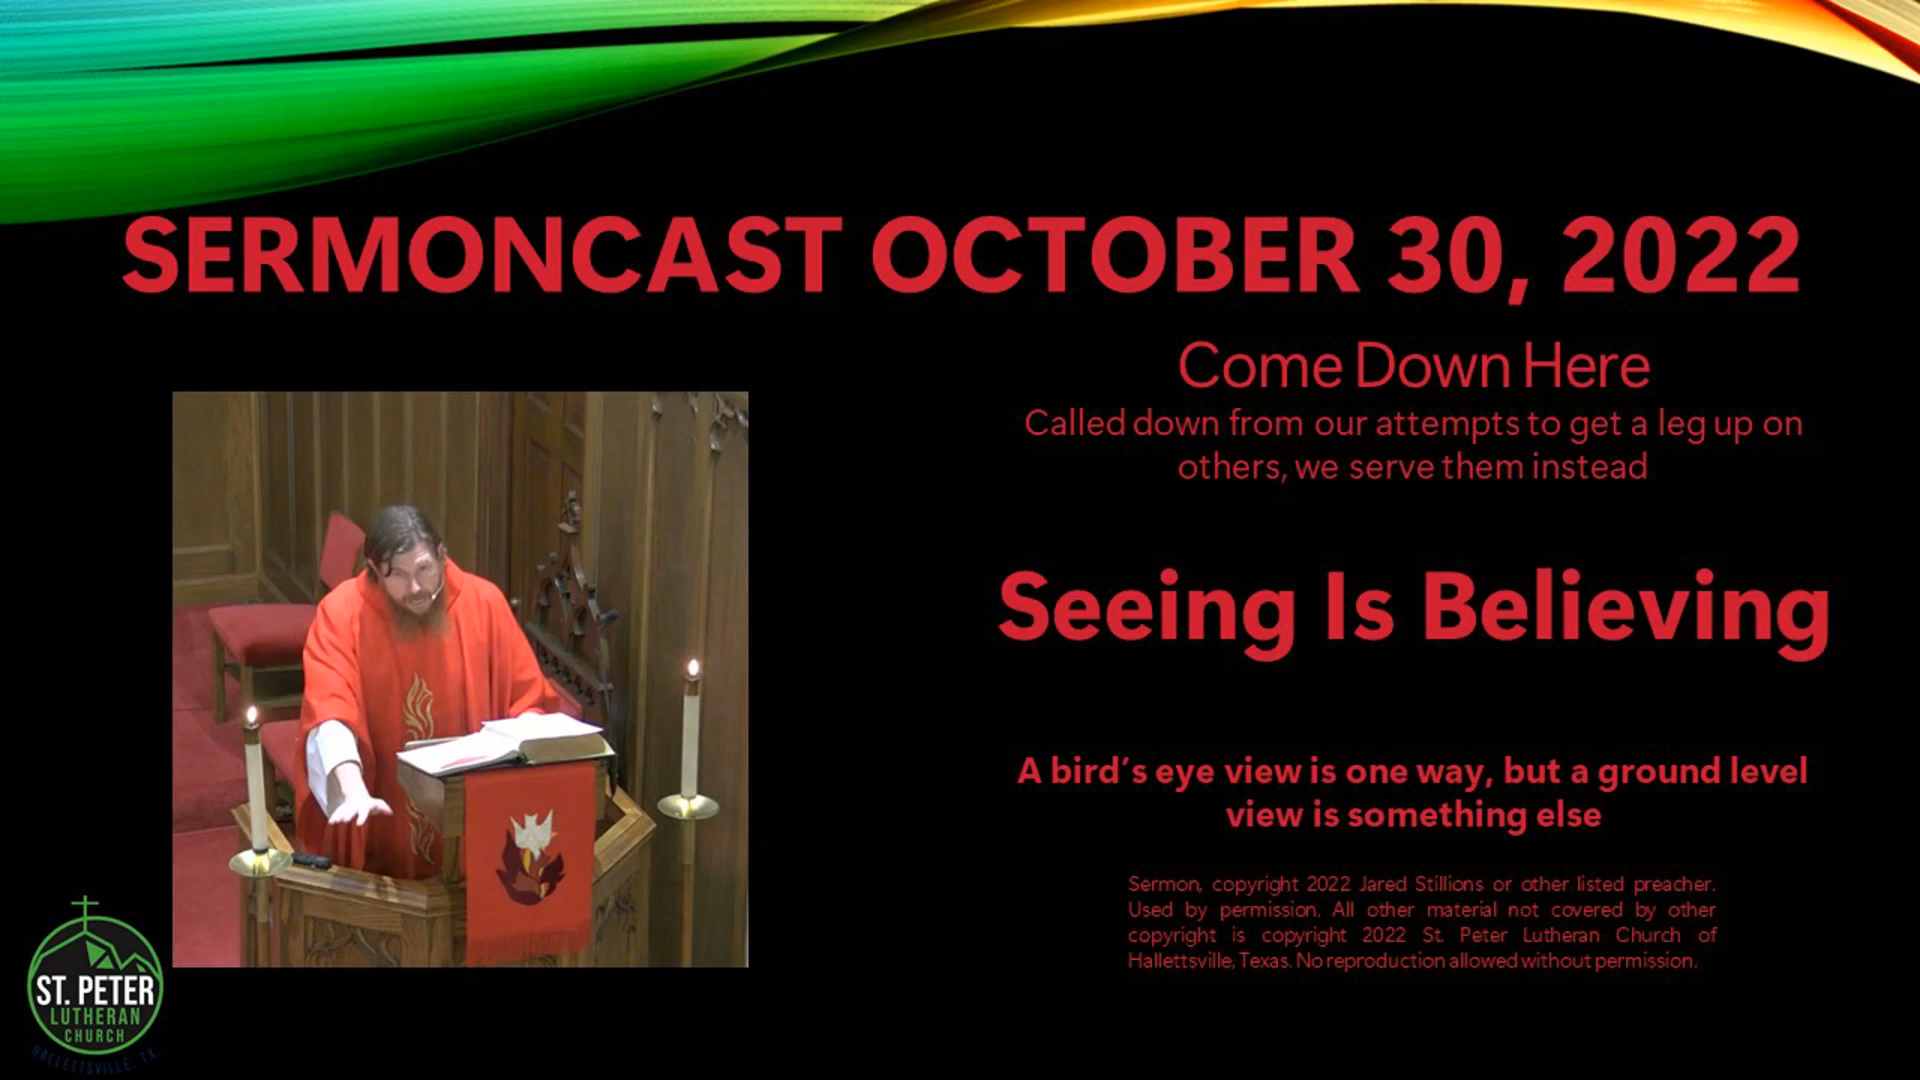 SERMONCAST OCTOBER 30, 2022
Come Down Here
Called down from our attempts to get a leg up on
others, we serve them instead
Seeing Is Believing
A bird's eye view is one way, but a ground level
view is something else
Sermon, copyright 2022 Jared Stillions or other listed preacher.
Used by permission. All other material not covered by other
copyright is copyright 2022 St. Peter Lutheran Church of
Hallettsville, Texas. No reproduction allowed without permission.
ST. PETER
LUTHERAN
CHURCH
HALLETTSVILLE, TX.